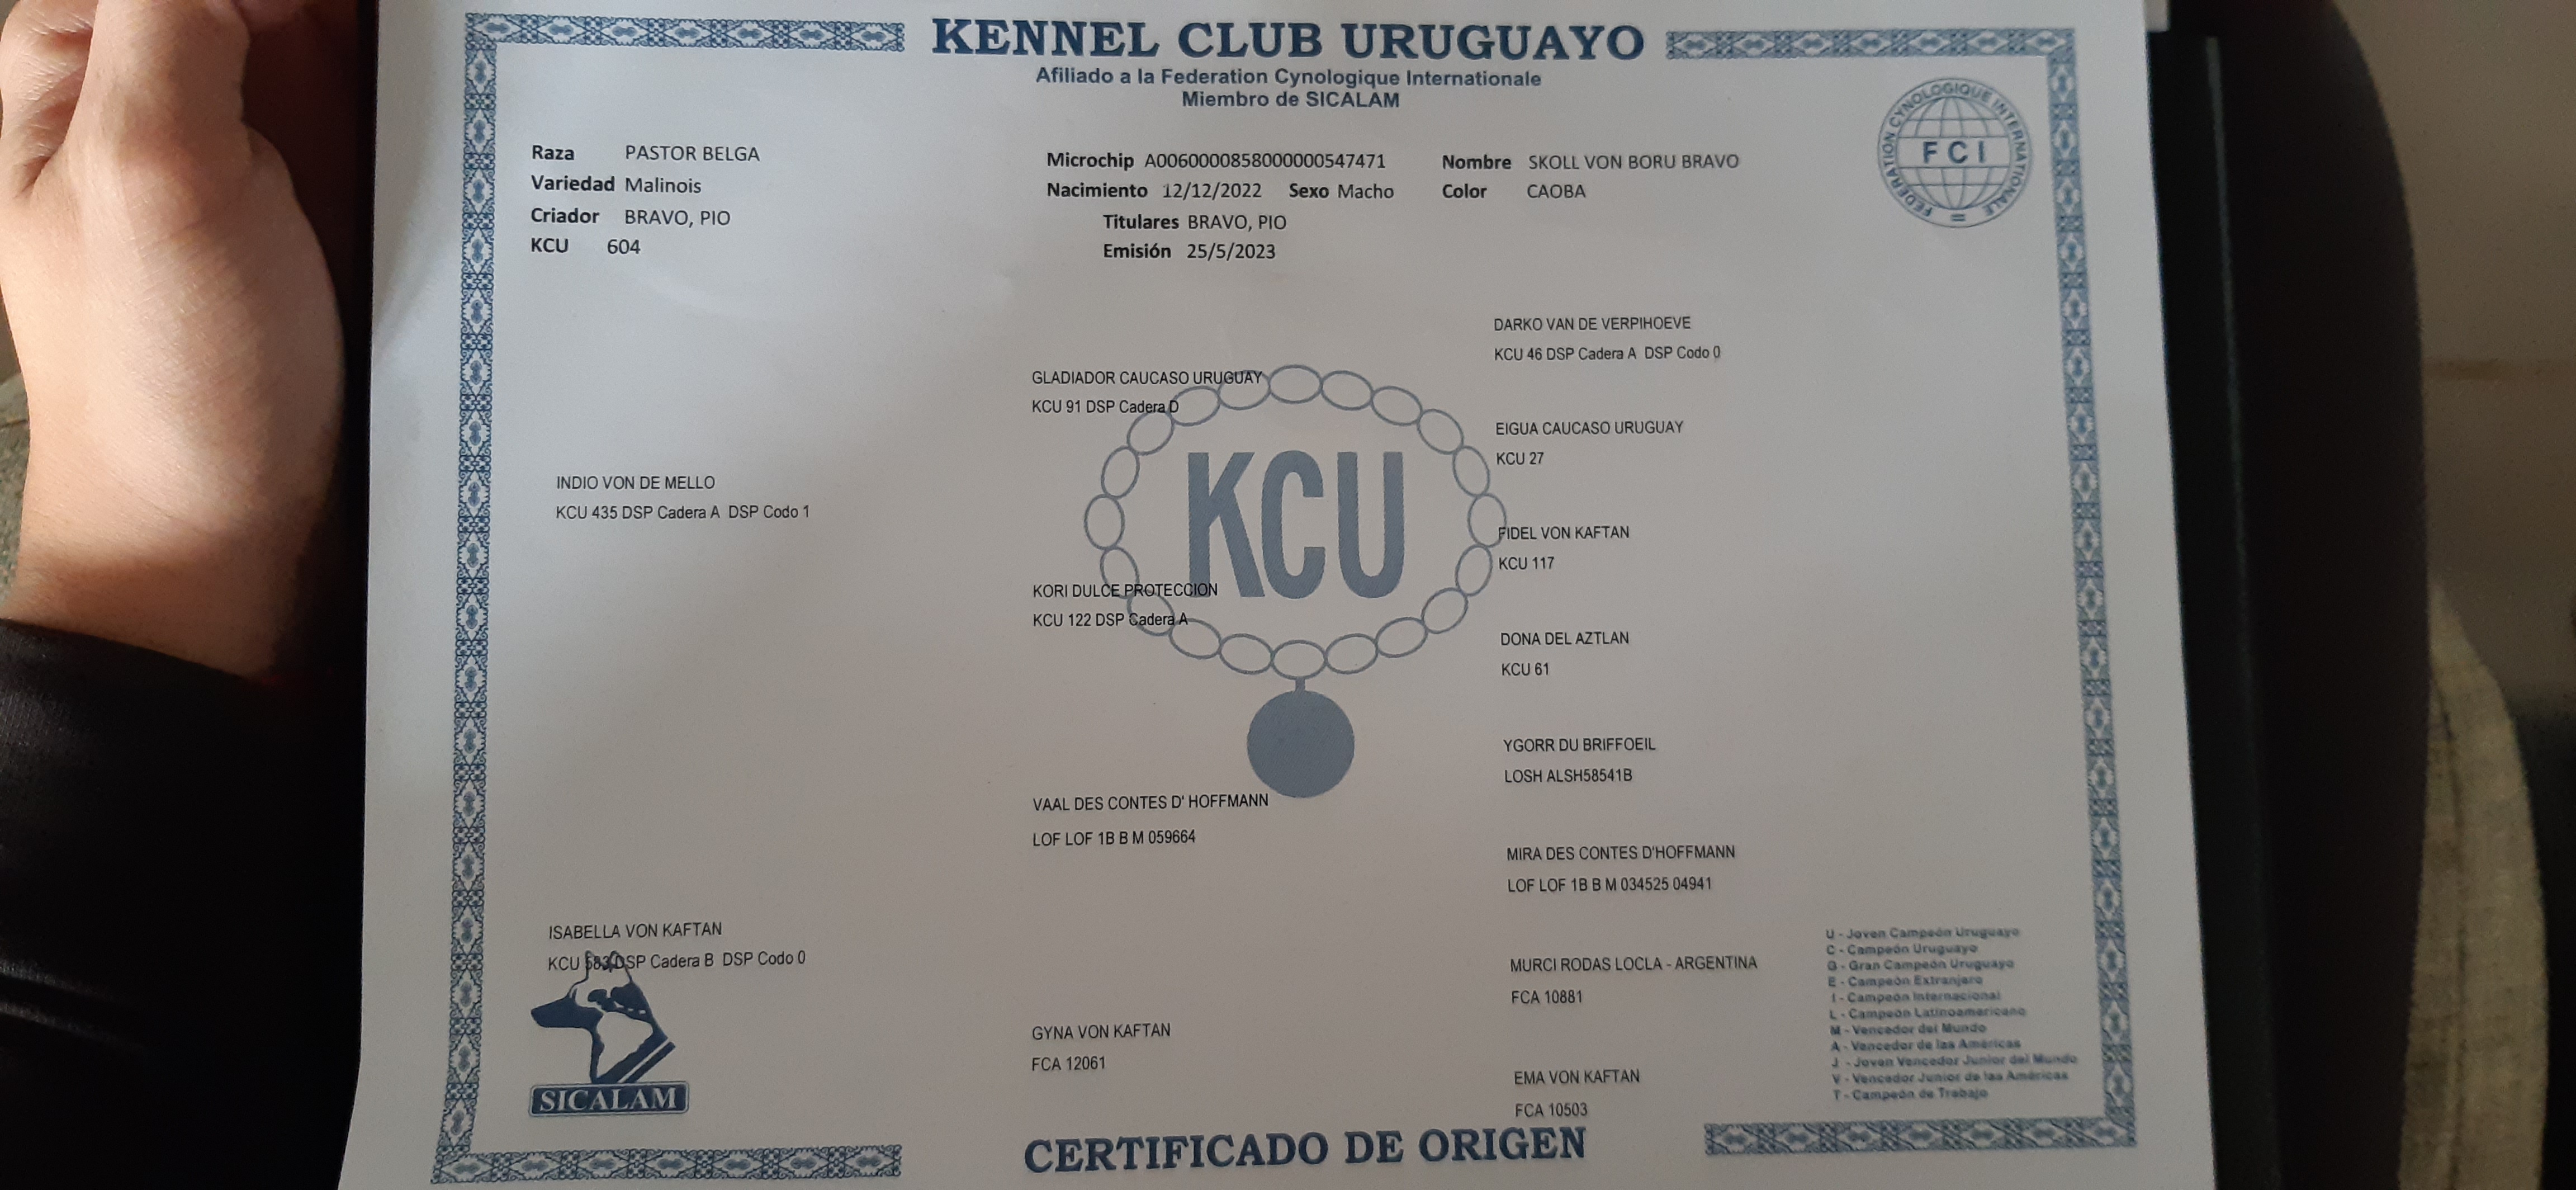 KENNEL CLUB URUGUAYO
Afiliado a la Federation Cynologique Internationale
Miembro de SICALAM
FEDERATION CYNOLOGIQUE INTERNATIONALE
FCI
Raza PASTOR BELGA
Variedad Malinois
Criador BRAVO, PIO
KCU 604
Microchip A0060000858000000547471 Nombre SKOLL VON BORU BRAVO
Nacimiento 12/12/2022 Sexo Macho Color CAOBA
Titulares BRAVO, PIO
Emisión 25/5/2023
INDIO VON DE MELLO
KCU 435 DSP Cadera A DSP Codo 1
ISABELLA VON KAFTAN
KCU 583 DSP Cadera B DSP Codo 0
GLADIADOR CAUCASO URUGUAY
KCU 91 DSP Cadera D
KORI DULCE PROTECCION
KCU 122 DSP Cadera A
VAAL DES CONTES D' HOFFMANN
LOF LOF 1B B M 059664
GYNA VON KAFTAN
FCA 12061
DARKO VAN DE VERPIHOEVE
KCU 46 DSP Cadera A DSP Codo 0
EIGUA CAUCASO URUGUAY
KCU 27
FIDEL VON KAFTAN
KCU 117
DONA DEL AZTLAN
KCU 61
YGORR DU BRIFFOEIL
LOSH ALSH58541B
MIRA DES CONTES D'HOFFMANN
LOF LOF 1B B M 034525 04941
MURCI RODAS LOCLA - ARGENTINA
FCA 10881
EMA VON KAFTAN
FCA 10503
KCU
SICALAM
U - Joven Campeón Uruguayo
C - Campeón Uruguayo
G - Gran Campeón Uruguayo
E - Campeón Extranjero
I - Campeón Internacional
L - Campeón Latinoamericano
M - Vencedor del Mundo
A - Vencedor de las Américas
J - Joven Vencedor Junior del Mundo
V - Vencedor Junior de las Américas
T - Campeón de Trabajo
CERTIFICADO DE ORIGEN